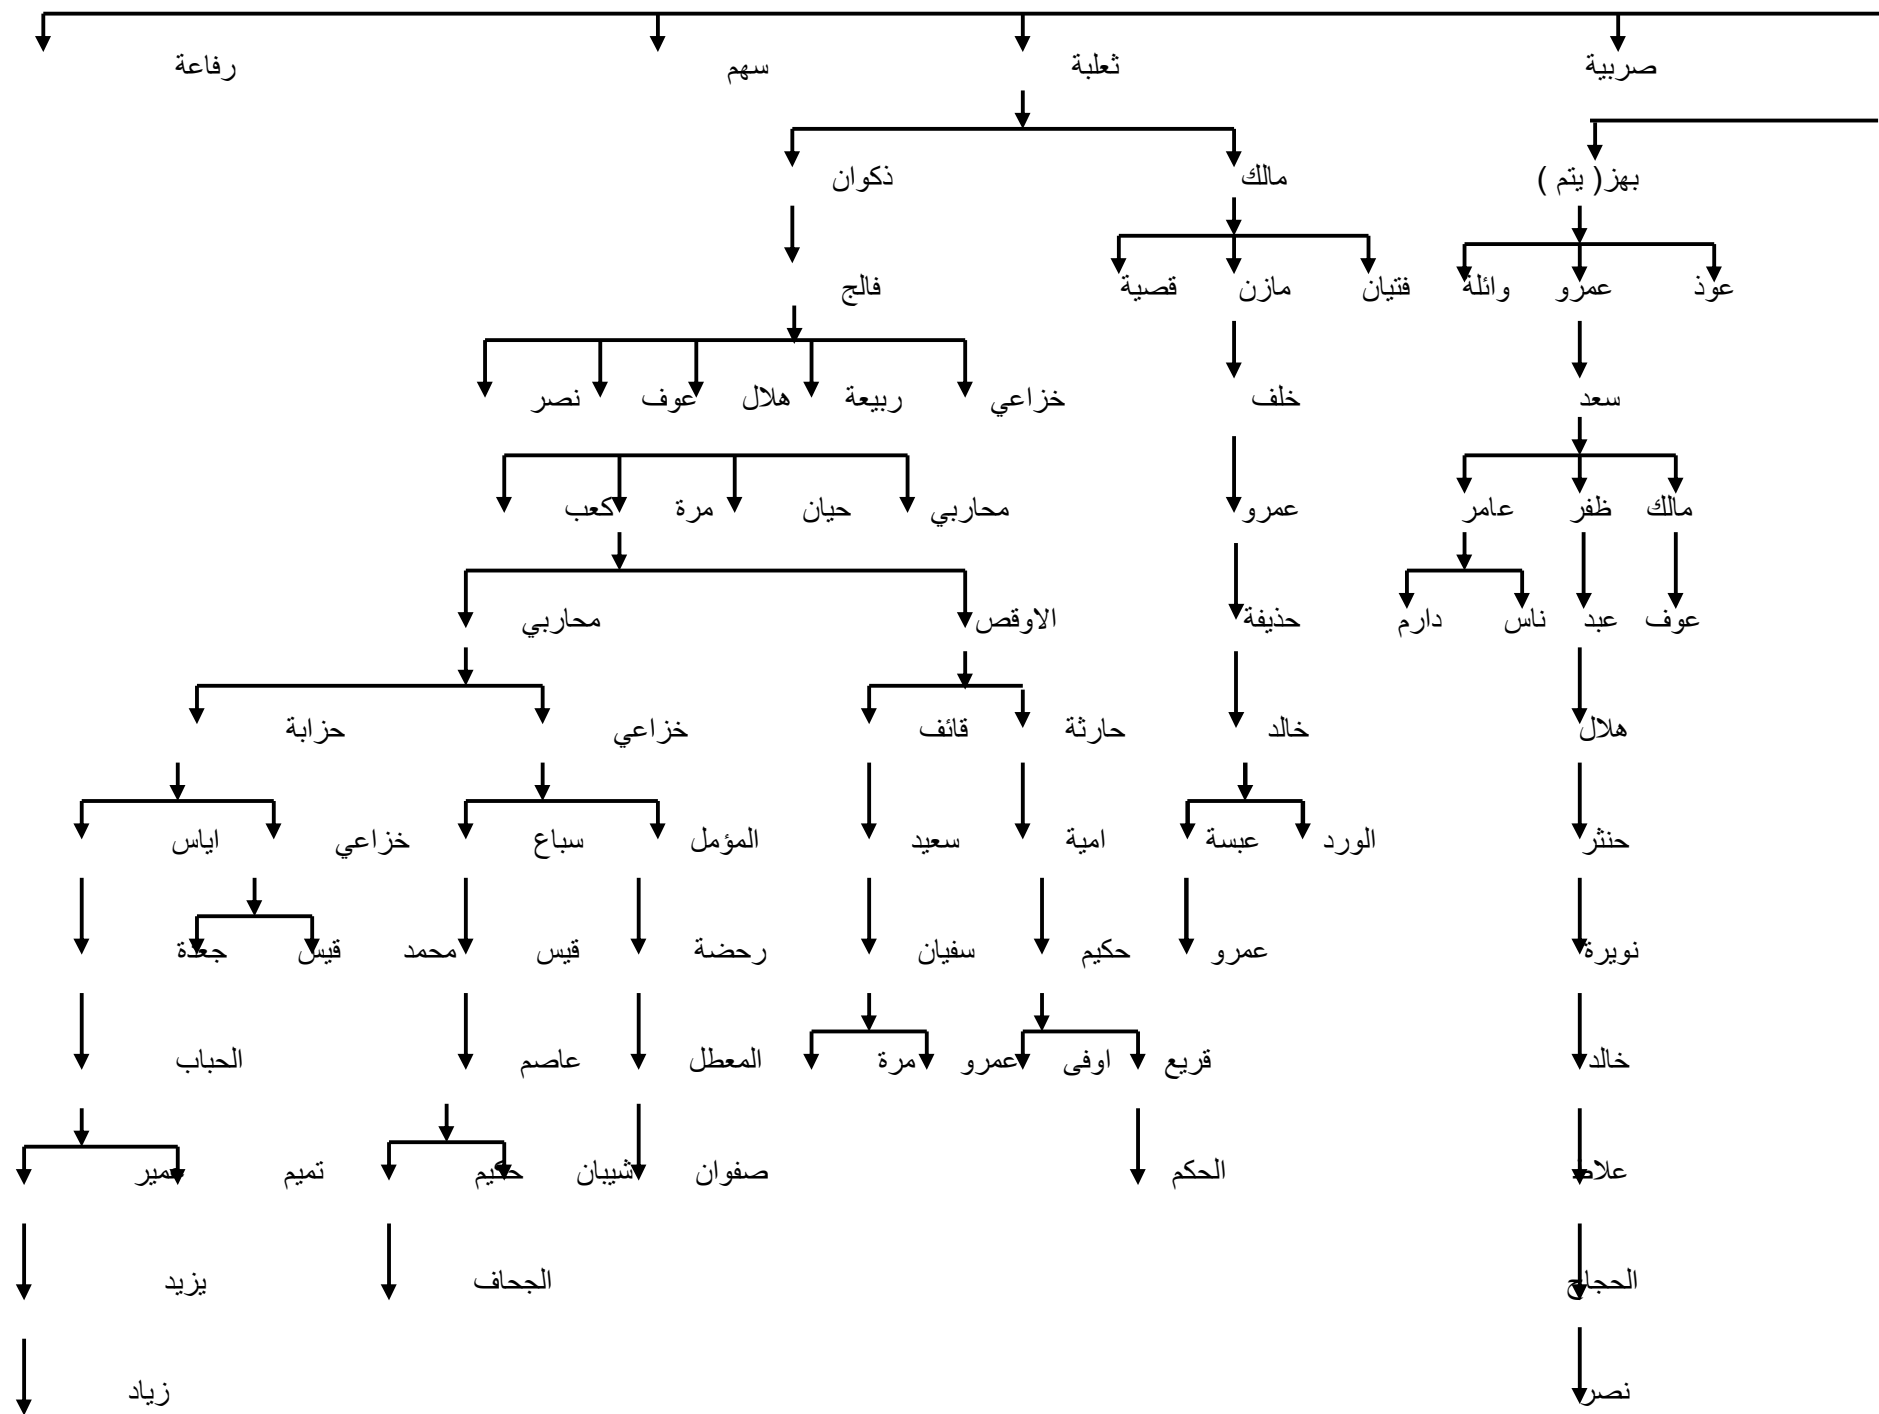 صربية ثعلبة سهم رفاعة
بهز( يتم ) مالك ذكوان
عوذ عمرو وائلة فتيان مازن قصية فالج
سعد خلف خزاعي ربيعة هلال عوف نصر
مالك ظفر عامر عمرو محاربي حيان مرة كعب
عوف عبد ناس دارم حذيفة الاوقص محاربي
هلال خالد حارثة قائف خزاعي حزابة
حنثر الورد عبسة امية سعيد المؤمل سباع خزاعي اياس
نويرة عمرو حكيم سفيان رحضة قيس محمد قيس جعدة
خالد قريع اوفى عمرو مرة المعطل عاصم الحباب
علاط الحكم صفوان شيبان حكيم تميم عمير
الحجاج الجحاف يزيد
نصر زياد